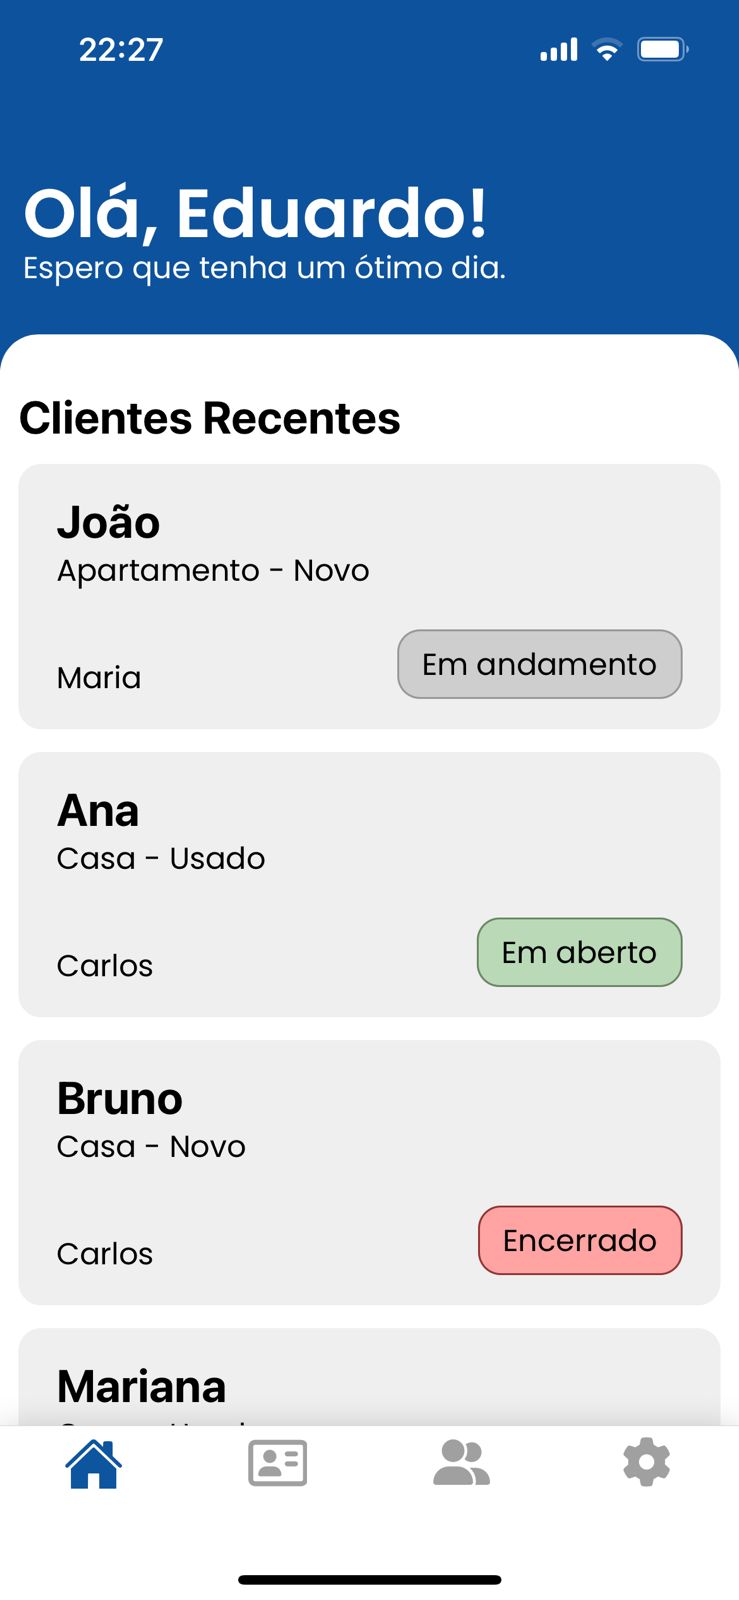 22:27
Olá, Eduardo!
Espero que tenha um ótimo dia.
Clientes Recentes
João
Apartamento - Novo
Maria
Em andamento
Ana
Casa - Usado
Carlos
Em aberto
Bruno
Casa - Novo
Carlos
Encerrado
Mariana